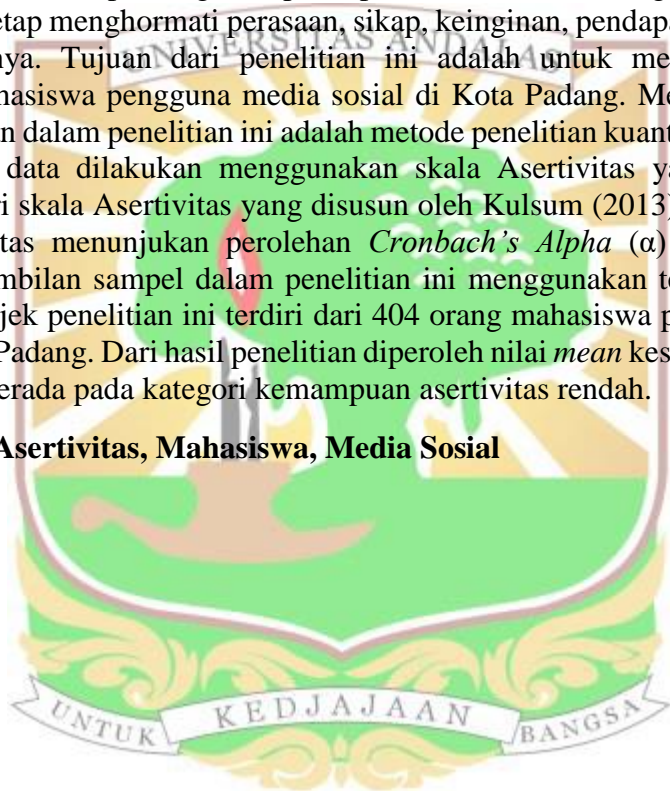 etap menghormati perasaan, sikap, keinginan, pendapa
UNIVERSITAS ANDALAS
nya. Tujuan dari penelitian ini adalah untuk me
hasiswa pengguna media sosial di Kota Padang. Me
n dalam penelitian ini adalah metode penelitian kuant
data dilakukan menggunakan skala Asertivitas ya
ri skala Asertivitas yang disusun oleh Kulsum (2013)
tas menunjukan perolehan Cronbach's Alpha (α)
mbilan sampel dalam penelitian ini menggunakan te
jek penelitian ini terdiri dari 404 orang mahasiswa p
Padang. Dari hasil penelitian diperoleh nilai mean kes
erada pada kategori kemampuan asertivitas rendah.
Asertivitas, Mahasiswa, Media Sosial
UNTUK KEDJAJAAN BANGSA